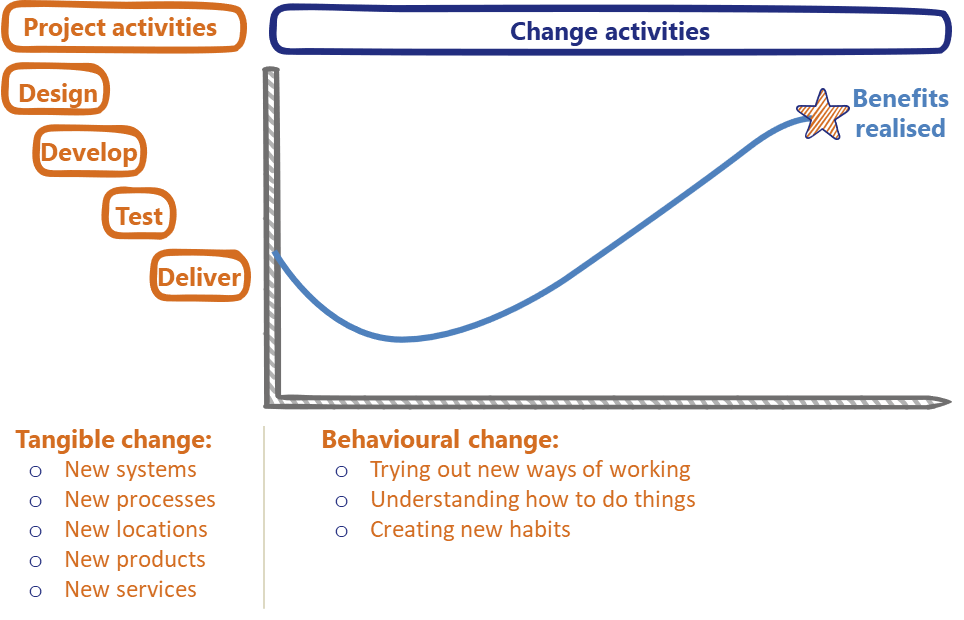 Project activities
Change activities
Design
Develop
Test
Deliver
Benefits
realised
Tangible change:
o New systems
o New processes
o New locations
o New products
o New services
Behavioural change:
o Trying out new ways of working
o Understanding how to do things
o Creating new habits